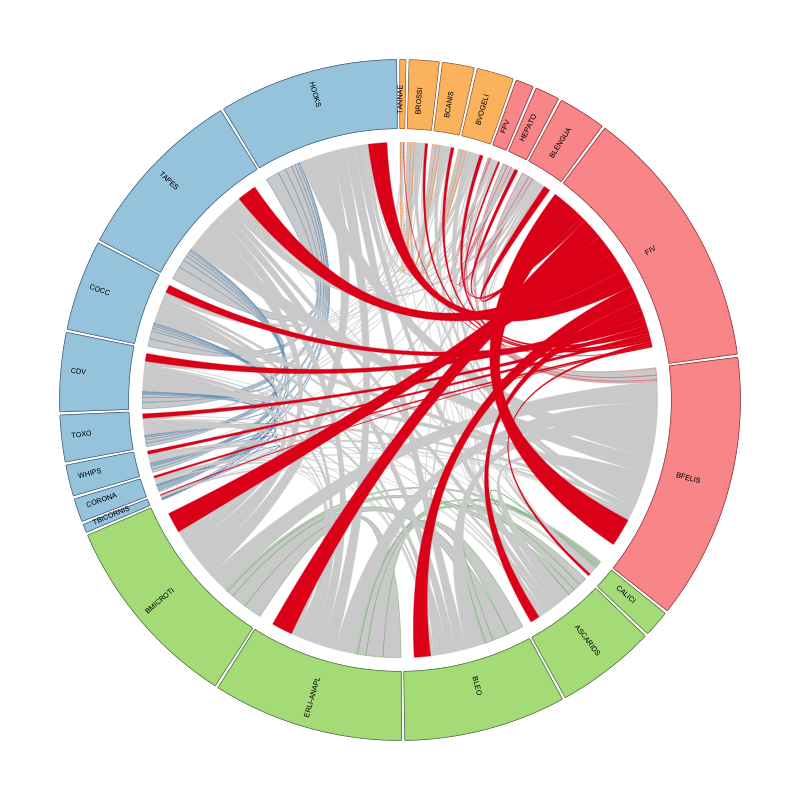 TANNAE
BROSSI
BCANIS
BVOGELI
FPV
HEPATO
BLENGUA
FIV
BFELIS
CALICI
ASCARIDS
BLEO
ERLI-ANAPL
BMICROTI
TBICORNIS
CORONA
WHIPS
TOXO
CDV
COCC
TAPES
HOOKS